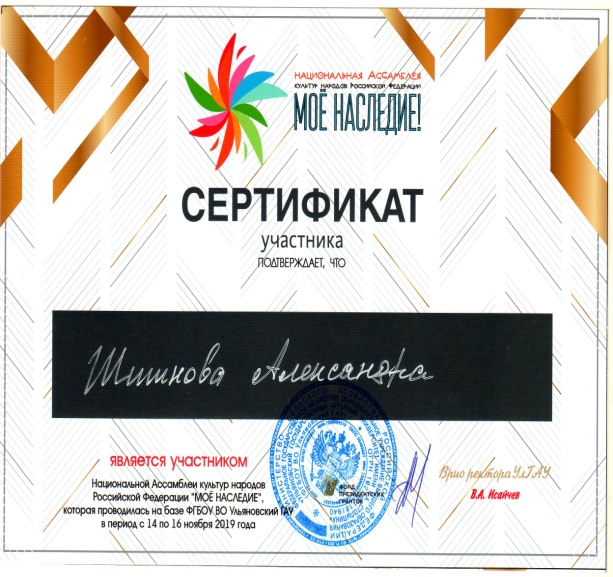 НАЦИОНАЛЬНАЯ АССАМБЛЕЯ
КУЛЬТУР НАРОДОВ РОССИЙСКОЙ ФЕДЕРАЦИИ
МОЁ НАСЛЕДИЕ!
СЕРТИФИКАТ
участника
ПОДТВЕРЖДАЕТ, ЧТО
Александра
является участником
Национальной Ассамблеи культур народов
Российской Федерации "МОЁ НАСЛЕДИЕ",
которая проводилась на базе ФГБОУ ВО Ульяновский ГАУ
в период с 14 по 16 ноября 2019 года
ФОНД
ПРЕЗИДЕНТСКИХ
ГРАНТОВ
Врио ректора УлГАУ
В.А. Исайчев